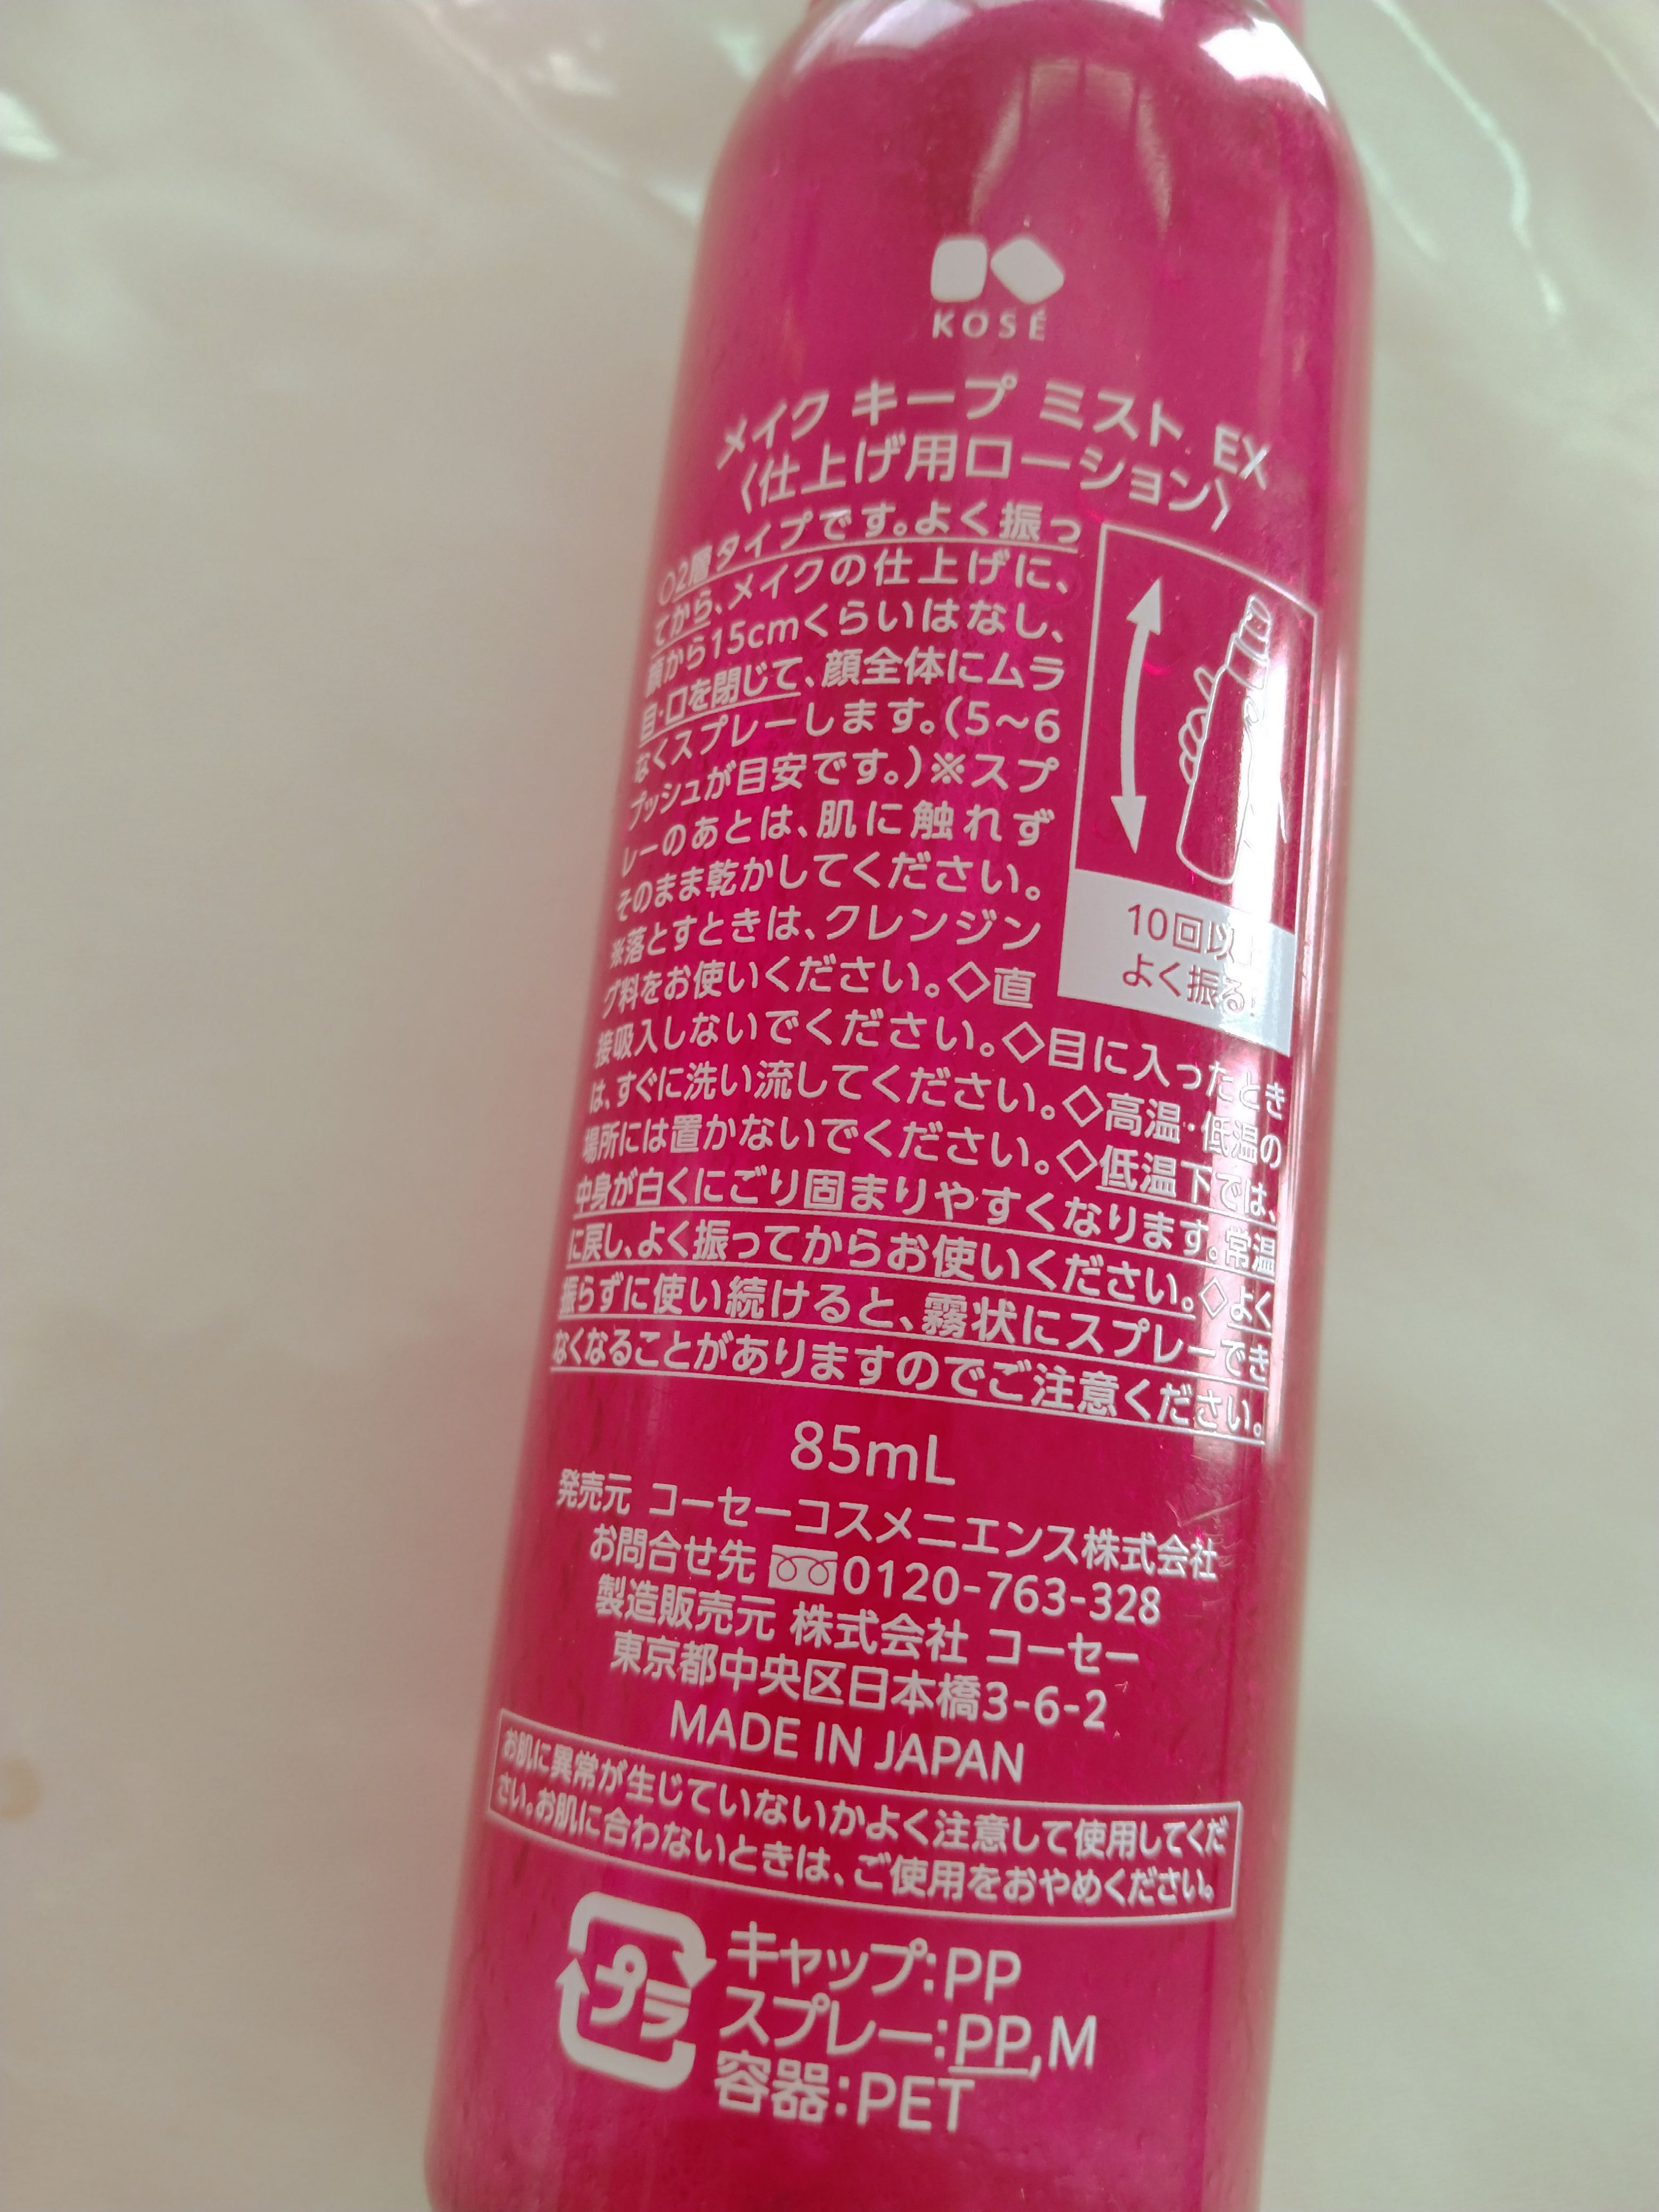 KOSÉ
メイク キープ ミスト EX
〈仕上げ用ローション〉
○2層タイプです。よく振っ
てから、メイクの仕上げに、
顔から15cmくらいはなし、
目・口を閉じて、顔全体にムラ
なくスプレーします。(5~6
プッシュが目安です。)※スプ
レーのあとは、肌に触れず
そのまま乾かしてください。
※落とすときは、クレンジン
グ料をお使いください。◇直
接吸入しないでください。◇目に入ったとき
は、すぐに洗い流してください。◇高温・低温の
場所には置かないでください。◇低温下では、
中身が白くにごり固まりやすくなります。常温
に戻し、よく振ってからお使いください。◇よく
振らずに使い続けると、霧状にスプレーでき
なくなることがありますのでご注意ください。
10回以上
よく振る!
85mL
発売元 コーセーコスメニエンス株式会社
お問合せ先 0120-763-328
製造販売元 株式会社 コーセー
東京都中央区日本橋3-6-2
MADE IN JAPAN
お肌に異常が生じていないかよく注意して使用してくだ
さい。お肌に合わないときは、ご使用をおやめください。
プラ
キャップ:PP
スプレー:PP,M
容器:PET